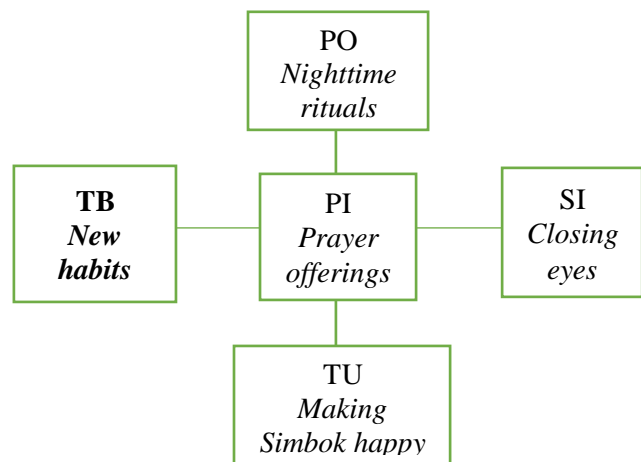 PO
Nighttime
rituals
TB
New
habits
PI
Prayer
offerings
SI
Closing
eyes
TU
Making
Simbok happy